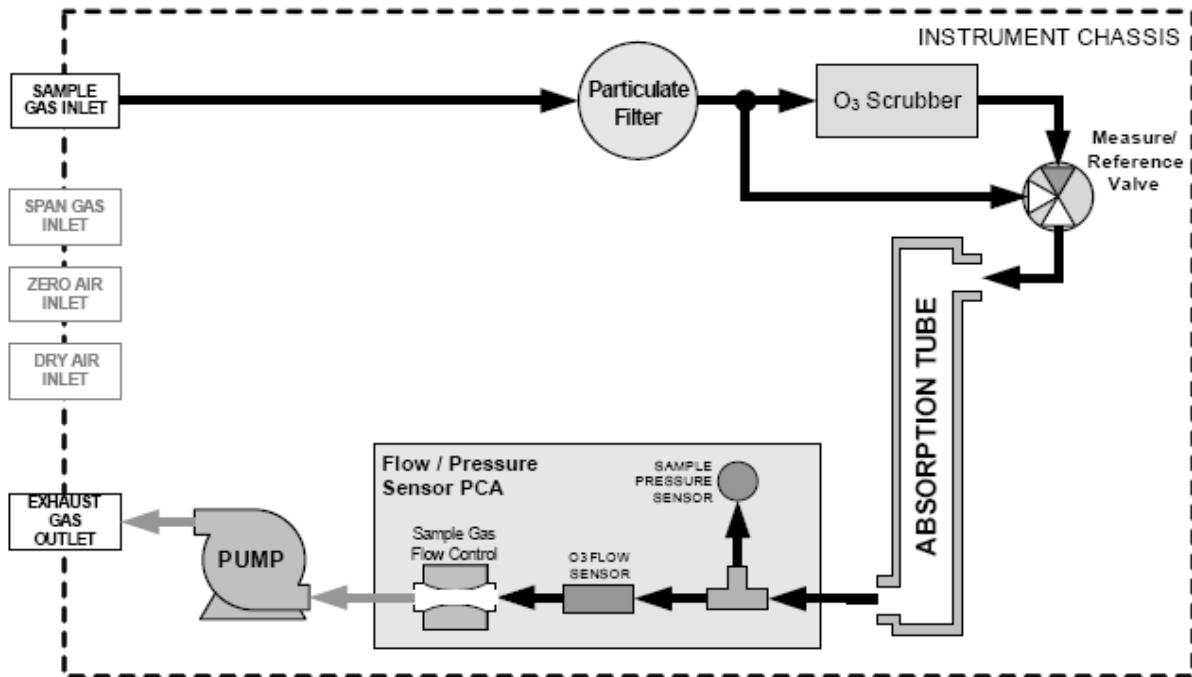 INSTRUMENT CHASSIS
SAMPLE
GAS INLET
Particulate
Filter
O₃ Scrubber
Measure/
Reference
Valve
SPAN GAS
INLET
ZERO AIR
INLET
DRY AIR
INLET
ABSORPTION TUBE
Flow / Pressure
Sensor PCA
SAMPLE
PRESSURE
SENSOR
EXHAUST
GAS
OUTLET
PUMP
Sample Gas
Flow Control
O3 FLOW
SENSOR